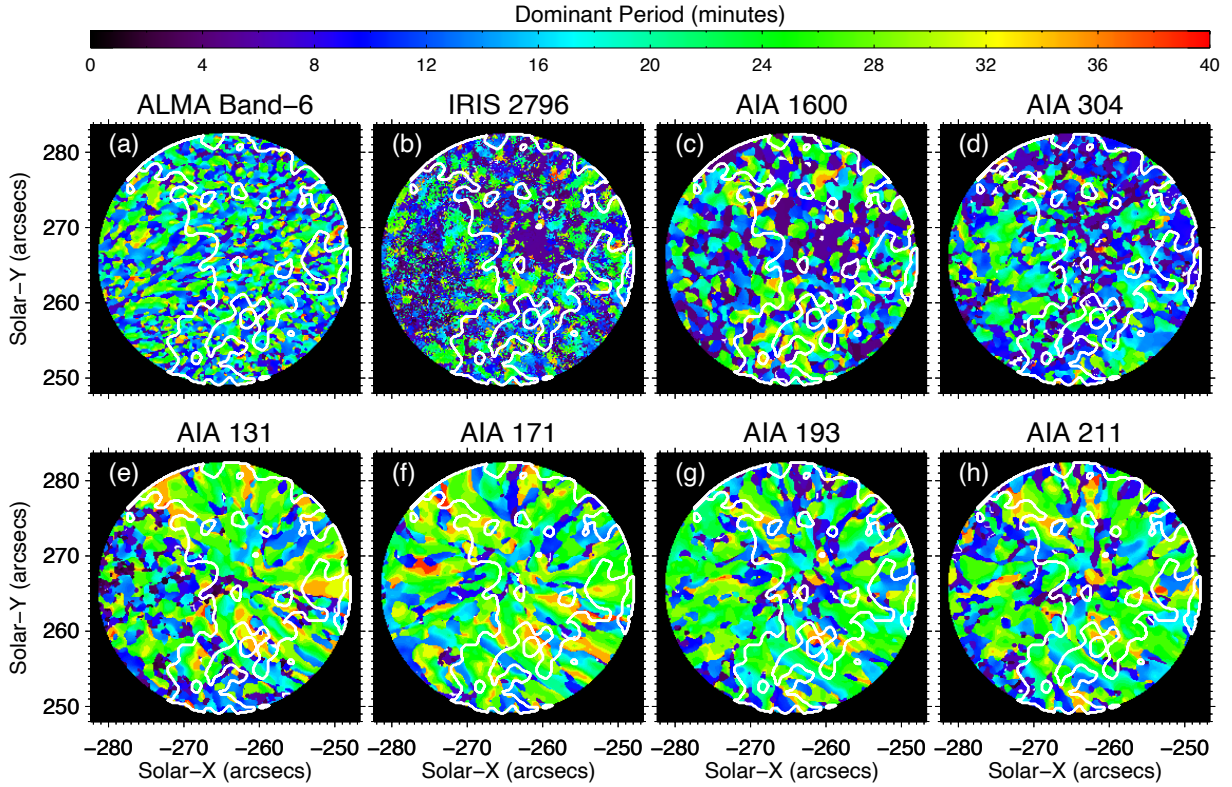 Dominant Period (minutes)
0 4 8 12 16 20 24 28 32 36 40
ALMA Band−6 IRIS 2796 AIA 1600 AIA 304
(a) (b) (c) (d)
280
270
260
250
Solar−Y (arcsecs)
AIA 131 AIA 171 AIA 193 AIA 211
(e) (f) (g) (h)
280
270
260
250
Solar−Y (arcsecs)
−280 −270 −260 −250 −280 −270 −260 −250 −280 −270 −260 −250 −280 −270 −260 −250
Solar−X (arcsecs) Solar−X (arcsecs) Solar−X (arcsecs) Solar−X (arcsecs)